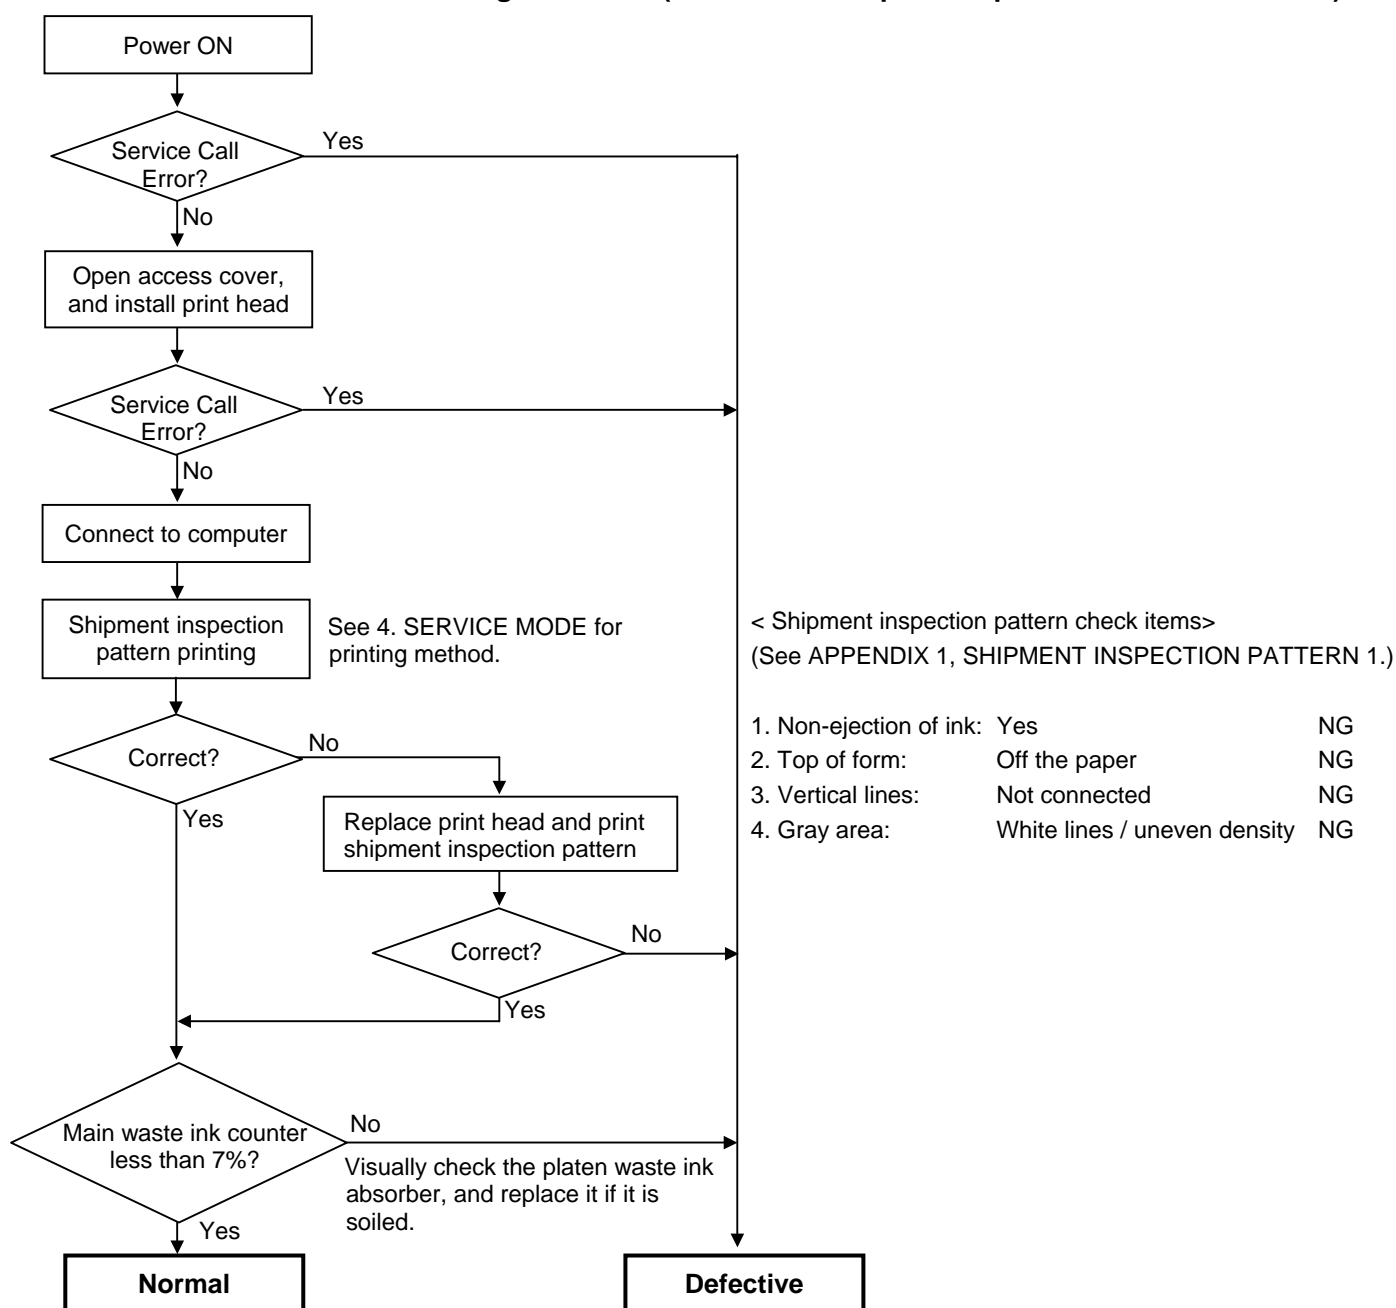 Power ON
Service Call
Error?
Yes
No
Open access cover,
and install print head
Service Call
Error?
Yes
No
Connect to computer
Shipment inspection
pattern printing
See 4. SERVICE MODE for
printing method.
< Shipment inspection pattern check items>
(See APPENDIX 1, SHIPMENT INSPECTION PATTERN 1.)
1. Non-ejection of ink: Yes NG
2. Top of form: Off the paper NG
3. Vertical lines: Not connected NG
4. Gray area: White lines / uneven density NG
Correct?
No
Yes
Replace print head and print
shipment inspection pattern
Correct?
No
Yes
Main waste ink counter
less than 7%?
No
Visually check the platen waste ink
absorber, and replace it if it is
soiled.
Yes
Normal
Defective